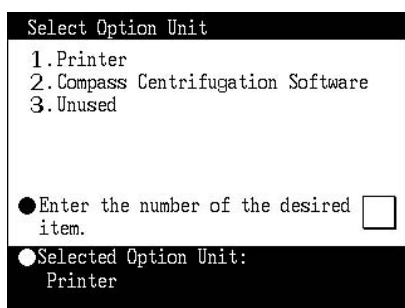 Select Option Unit
1.Printer
2.Compass Centrifugation Software
3.Unused
●Enter the number of the desired
item.
●Selected Option Unit:
Printer